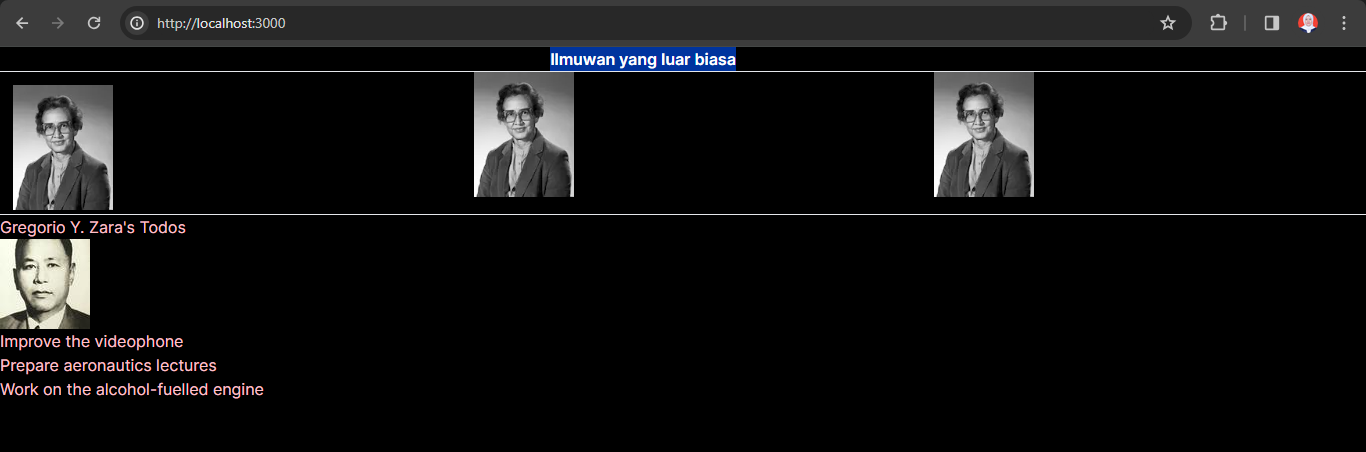 http://localhost:3000
Ilmuwan yang luar biasa
Gregorio Y. Zara's Todos
Improve the videophone
Prepare aeronautics lectures
Work on the alcohol-fuelled engine